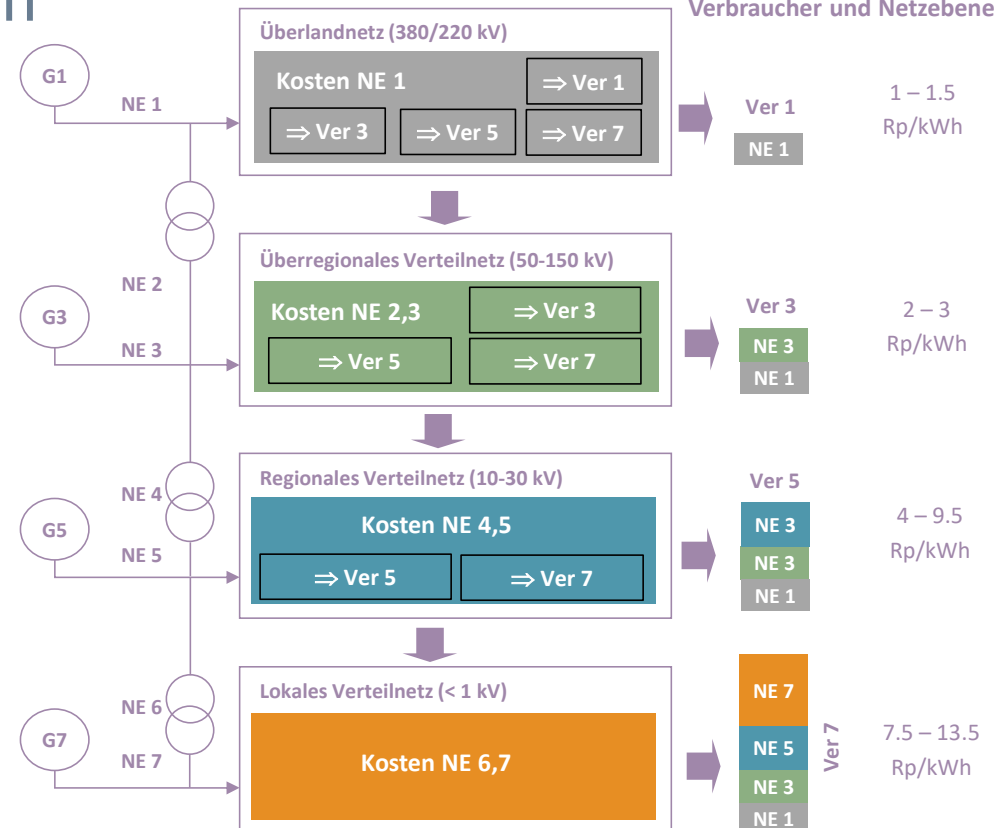 Verbraucher und Netzebene
Überlandnetz (380/220 kV)
G1
NE 1
Kosten NE 1
⇒ Ver 1
⇒ Ver 3
⇒ Ver 5
⇒ Ver 7
Ver 1
NE 1
1 – 1.5
Rp/kWh
Überregionales Verteilnetz (50-150 kV)
NE 2
G3
NE 3
Kosten NE 2,3
⇒ Ver 3
⇒ Ver 5
⇒ Ver 7
Ver 3
NE 3
NE 1
2 – 3
Rp/kWh
Regionales Verteilnetz (10-30 kV)
NE 4
G5
NE 5
Kosten NE 4,5
⇒ Ver 5
⇒ Ver 7
Ver 5
NE 3
NE 3
NE 1
4 – 9.5
Rp/kWh
Lokales Verteilnetz (< 1 kV)
NE 6
G7
NE 7
Kosten NE 6,7
NE 7
NE 5
NE 3
NE 1
Ver 7
7.5 – 13.5
Rp/kWh